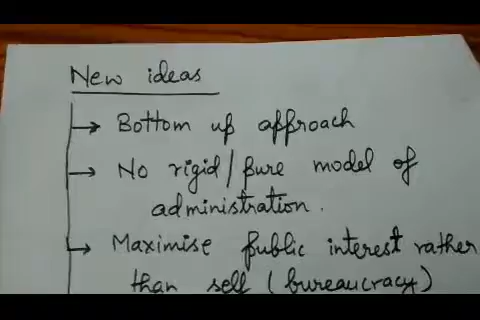 New ideas
→ Bottom up approach
→ No rigid/pure model of
administration.
→ Maximise public interest rather
than self (bureaucracy)